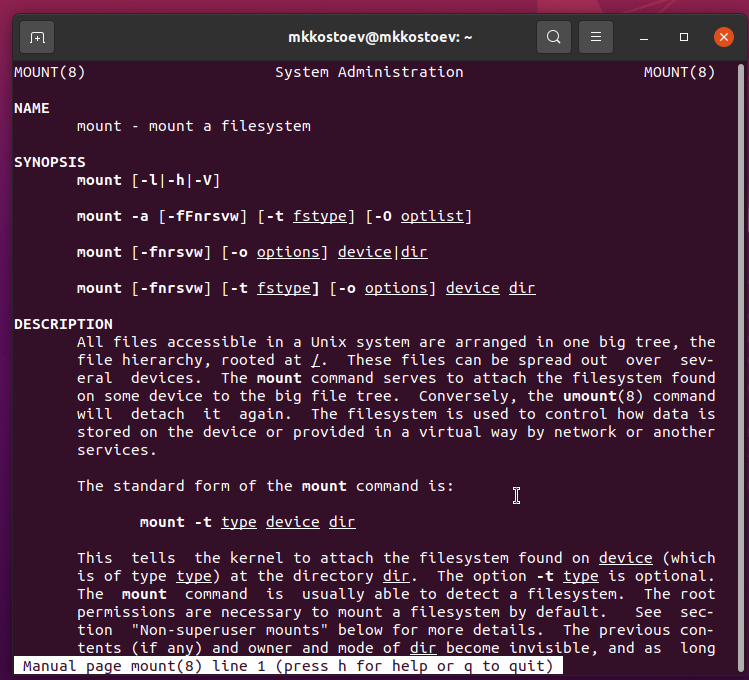 mkkostoev@mkkostoev: ~
MOUNT(8) System Administration MOUNT(8)
NAME
mount - mount a filesystem
SYNOPSIS
mount [-l|-h|-V]
mount -a [-fFnrsvw] [-t fstype] [-O optlist]
mount [-fnrsvw] [-o options] device|dir
mount [-fnrsvw] [-t fstype] [-o options] device dir
DESCRIPTION
All files accessible in a Unix system are arranged in one big tree, the
file hierarchy, rooted at /. These files can be spread out over sev-
eral devices. The mount command serves to attach the filesystem found
on some device to the big file tree. Conversely, the umount(8) command
will detach it again. The filesystem is used to control how data is
stored on the device or provided in a virtual way by network or another
services.
The standard form of the mount command is:
mount -t type device dir
This tells the kernel to attach the filesystem found on device (which
is of type type) at the directory dir. The option -t type is optional.
The mount command is usually able to detect a filesystem. The root
permissions are necessary to mount a filesystem by default. See sec-
tion "Non-superuser mounts" below for more details. The previous con-
tents (if any) and owner and mode of dir become invisible, and as long
Manual page mount(8) line 1 (press h for help or q to quit)